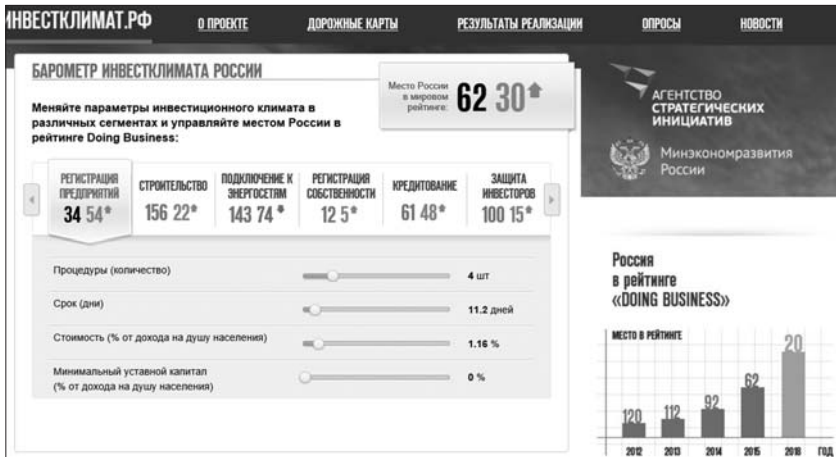 ИНВЕСТКЛИМАТ.РФ
О ПРОЕКТЕ
ДОРОЖНЫЕ КАРТЫ
РЕЗУЛЬТАТЫ РЕАЛИЗАЦИИ
ОПРОСЫ
НОВОСТИ
БАРОМЕТР ИНВЕСТКЛИМАТА РОССИИ
Меняйте параметры инвестиционного климата в
различных сегментах и управляйте местом России в
рейтинге Doing Business:
Место России
в мировом
рейтинге:
62 30
РЕГИСТРАЦИЯ
ПРЕДПРИЯТИЙ
34 54
СТРОИТЕЛЬСТВО
156 22
ПОДКЛЮЧЕНИЕ К
ЭНЕРГОСЕТЯМ
143 74
РЕГИСТРАЦИЯ
СОБСТВЕННОСТИ
12 5
КРЕДИТОВАНИЕ
61 48
ЗАЩИТА
ИНВЕСТОРОВ
100 15
Процедуры (количество)
4 шт
Срок (дни)
11.2 дней
Стоимость (% от дохода на душу населения)
1.16 %
Минимальный уставной капитал
(% от дохода на душу населения)
0 %
АГЕНТСТВО
СТРАТЕГИЧЕСКИХ
ИНИЦИАТИВ
Минэкономразвития
России
Россия
в рейтинге
«DOING BUSINESS»
МЕСТО В РЕЙТИНГЕ
120 112 92 62 20
2012 2013 2014 2015 2018 ГОД